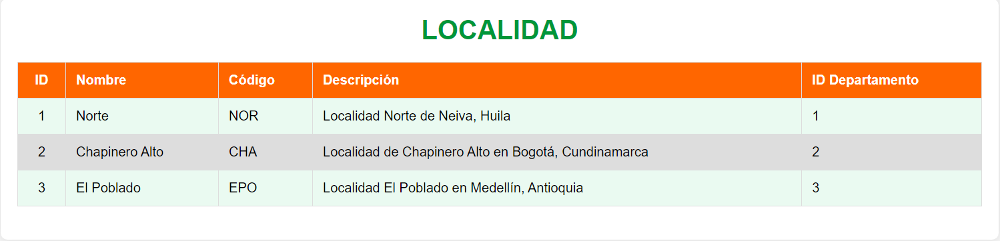 LOCALIDAD
ID Nombre Código Descripción ID Departamento
1 Norte NOR Localidad Norte de Neiva, Huila 1
2 Chapinero Alto CHA Localidad de Chapinero Alto en Bogotá, Cundinamarca 2
3 El Poblado EPO Localidad El Poblado en Medellín, Antioquia 3